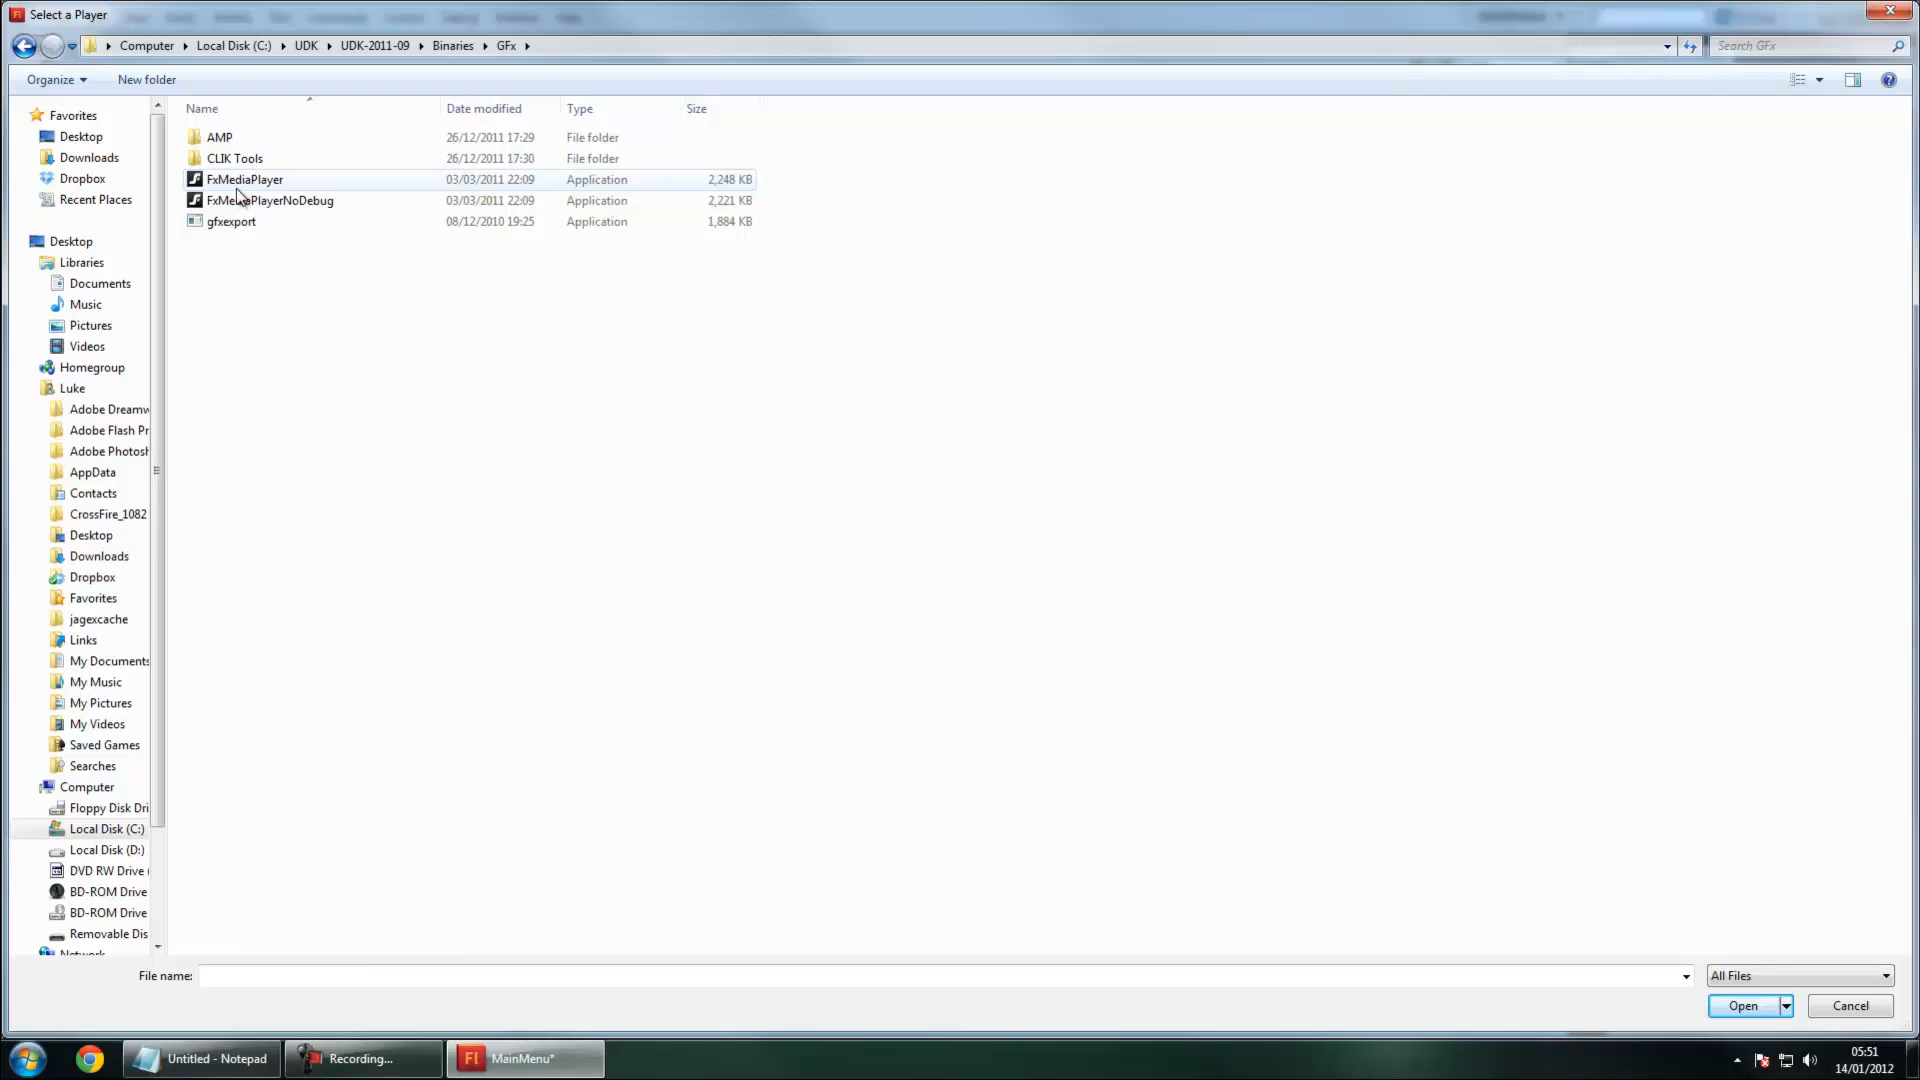 Select a Player
Computer Local Disk (C:) UDK UDK-2011-09 Binaries GFx
Search GFx
Organize New folder
Name Date modified Type Size
AMP 26/12/2011 17:29 File folder
CLIK Tools 26/12/2011 17:30 File folder
FxMediaPlayer 03/03/2011 22:09 Application 2,248 KB
FxMediaPlayerNoDebug 03/03/2011 22:09 Application 2,221 KB
gfxexport 08/12/2010 19:25 Application 1,884 KB
Favorites
Desktop
Downloads
Dropbox
Recent Places
Desktop
Libraries
Documents
Music
Pictures
Videos
Homegroup
Luke
Adobe Dreamw
Adobe Flash Pr
Adobe Photosh
AppData
Contacts
CrossFire_1082
Desktop
Downloads
Dropbox
Favorites
jagexcache
Links
My Documents
My Music
My Pictures
My Videos
Saved Games
Searches
Computer
Floppy Disk Dri
Local Disk (C:)
Local Disk (D:)
DVD RW Drive (
BD-ROM Drive
BD-ROM Drive
Removable Dis
Network
File name:
All Files
Open Cancel
Untitled - Notepad
Recording...
Fl MainMenu*
05:51
14/01/2012